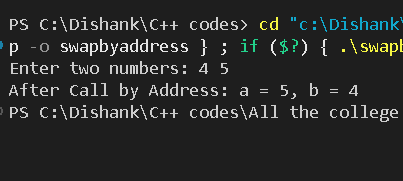 PS C:\Dishank\C++ codes> cd "c:\Dishank\
p -o swapbyaddress } ; if ($?) { .\swapb
Enter two numbers: 4 5
After Call by Address: a = 5, b = 4
PS C:\Dishank\C++ codes\All the college